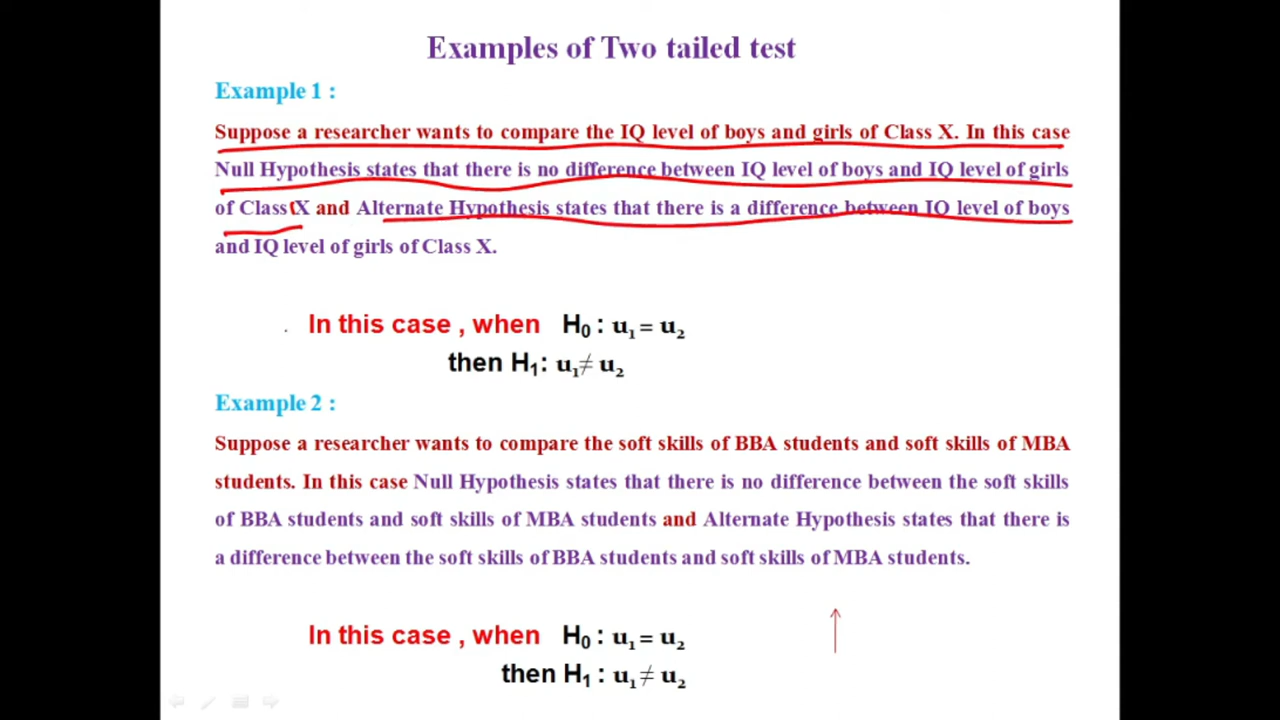 Examples of Two tailed test
Example 1 :
Suppose a researcher wants to compare the IQ level of boys and girls of Class X. In this case
Null Hypothesis states that there is no difference between IQ level of boys and IQ level of girls
of Class X and Alternate Hypothesis states that there is a difference between IQ level of boys
and IQ level of girls of Class X.
In this case , when H₀ : u₁ = u₂
then H₁: u₁≠ u₂
Example 2 :
Suppose a researcher wants to compare the soft skills of BBA students and soft skills of MBA
students. In this case Null Hypothesis states that there is no difference between the soft skills
of BBA students and soft skills of MBA students and Alternate Hypothesis states that there is
a difference between the soft skills of BBA students and soft skills of MBA students.
In this case , when H₀ : u₁ = u₂
then H₁ : u₁ ≠ u₂